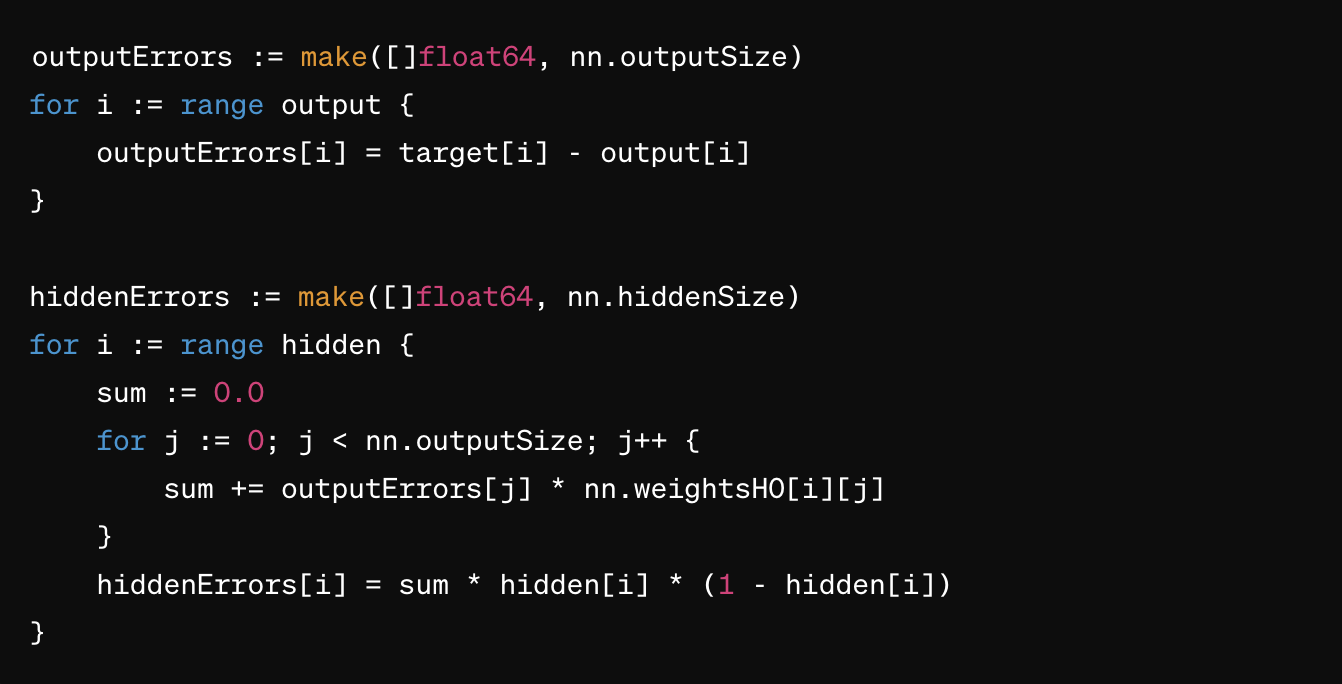 outputErrors := make([]float64, nn.outputSize)
for i := range output {
    outputErrors[i] = target[i] - output[i]
}

hiddenErrors := make([]float64, nn.hiddenSize)
for i := range hidden {
    sum := 0.0
    for j := 0; j < nn.outputSize; j++ {
        sum += outputErrors[j] * nn.weightsHO[i][j]
    }
    hiddenErrors[i] = sum * hidden[i] * (1 - hidden[i])
}